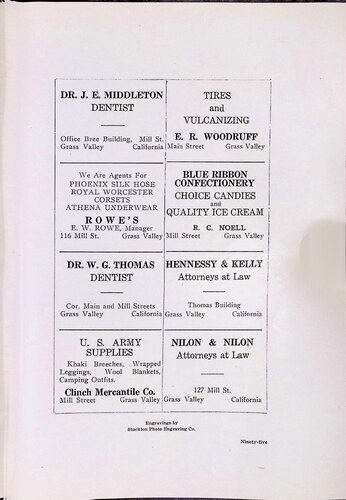 DR. J. E. MIDDLETON
DENTIST
Office Bree Building, Mill St.
Grass Valley California
TIRES
and
VULCANIZING
E. R. WOODRUFF
Main Street Grass Valley
We Are Agents For
PHOENIX SILK HOSE
ROYAL WORCESTER
CORSETS
ATHENA UNDERWEAR
ROWE'S
E. W. ROWE, Manager
116 Mill St. Grass Valley
BLUE RIBBON
CONFECTIONERY
CHOICE CANDIES
and
QUALITY ICE CREAM
R. C. NOELL
Mill Street Grass Valley
DR. W. G. THOMAS
DENTIST
Cor. Main and Mill Streets
Grass Valley California
HENNESSY & KELLY
Attorneys at Law
Thomas Building
Grass Valley California
U. S. ARMY
SUPPLIES
Khaki Breeches, Wrapped
Leggings, Wool Blankets,
Camping Outfits.
Clinch Mercantile Co.
Mill Street Grass Valley
NILON & NILON
Attorneys at Law
127 Mill St.
Grass Valley California
Engravings by
Stockton Photo Engraving Co.
Ninety-five